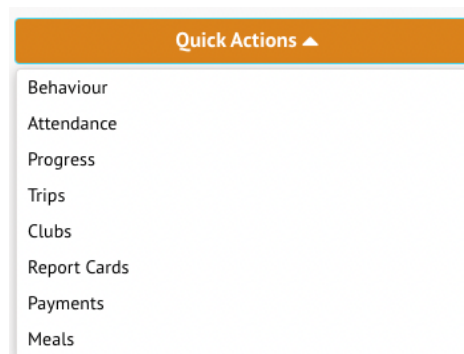 Quick Actions
Behaviour
Attendance
Progress
Trips
Clubs
Report Cards
Payments
Meals